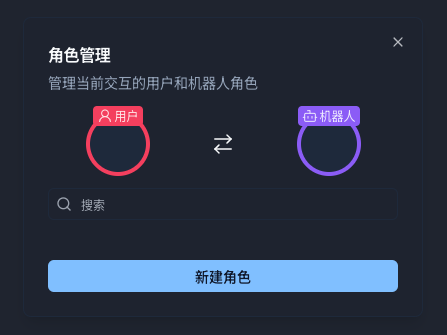 角色管理
管理当前交互的用户和机器人角色
用户
机器人
搜索
新建角色